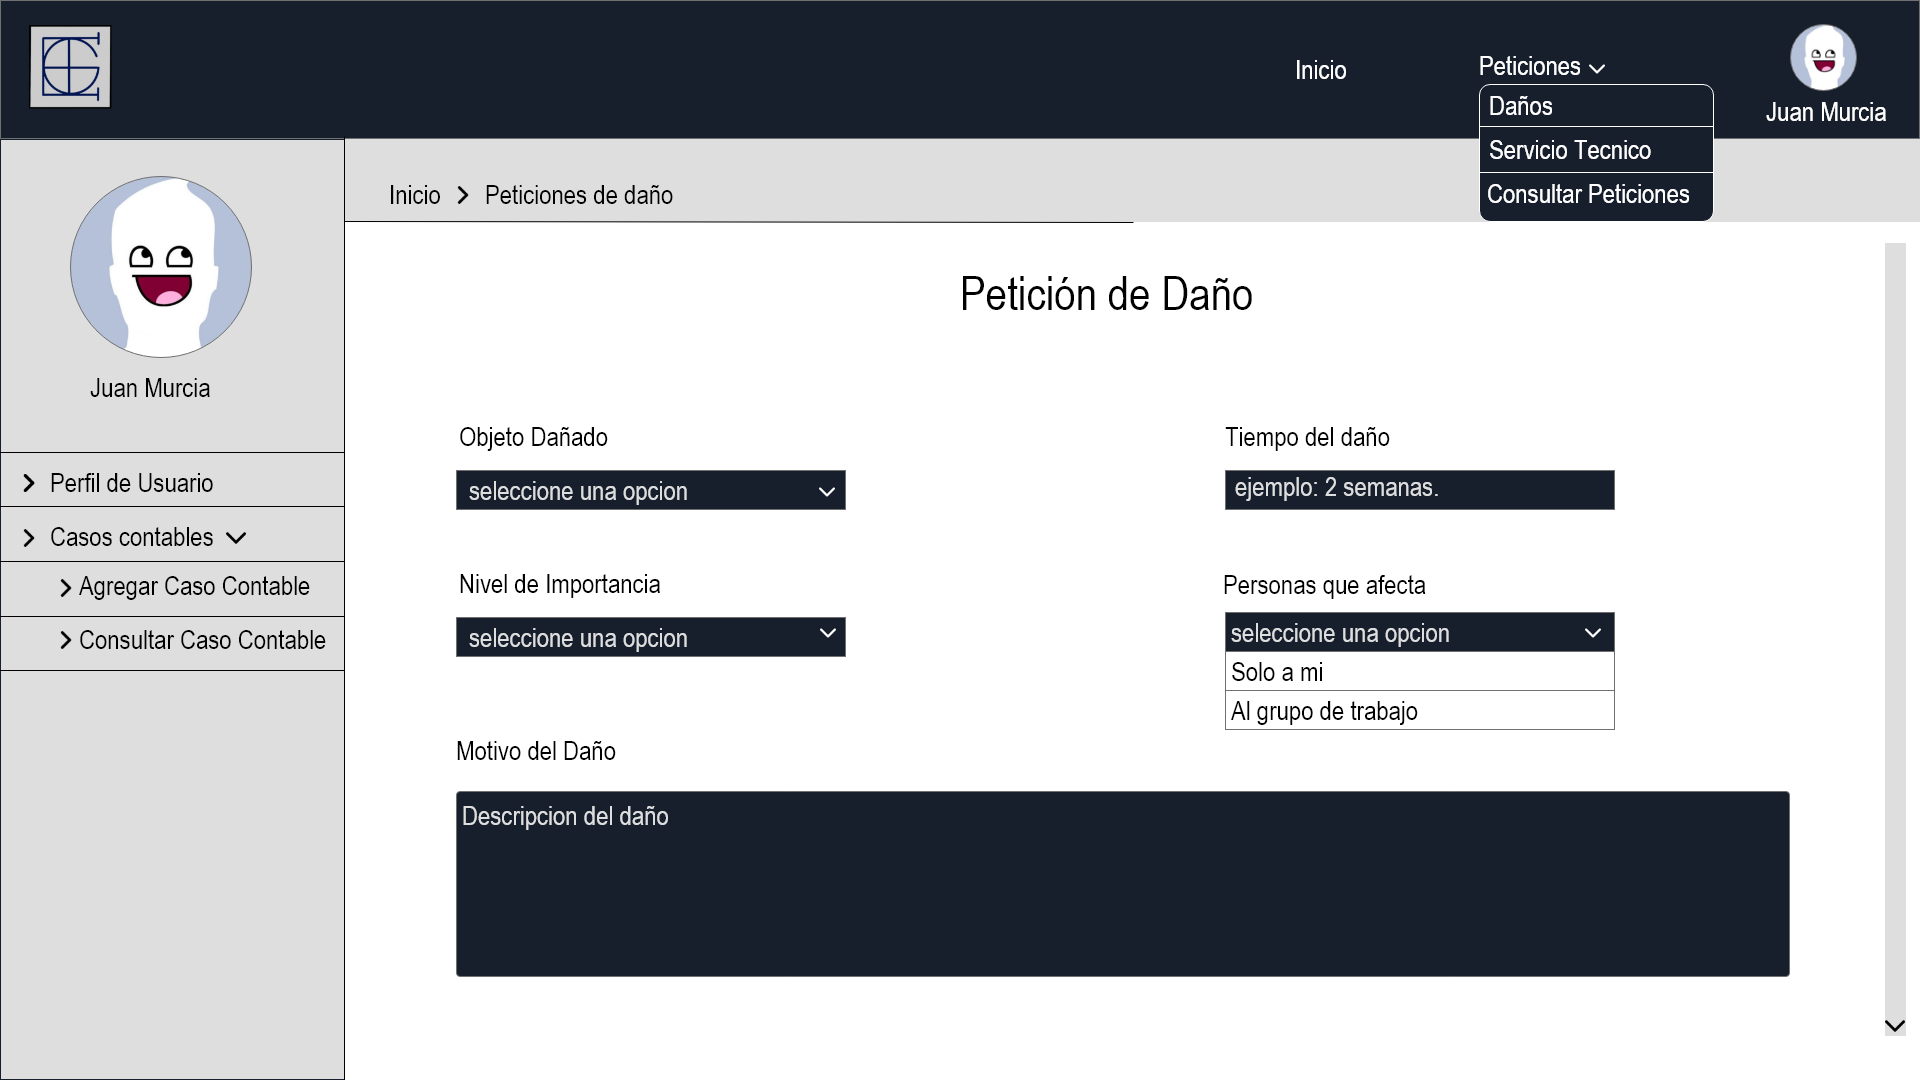 Inicio
Peticiones
Daños
Servicio Tecnico
Consultar Peticiones
Juan Murcia
Juan Murcia
Perfil de Usuario
Casos contables
Agregar Caso Contable
Consultar Caso Contable
Inicio > Peticiones de daño
Petición de Daño
Objeto Dañado
seleccione una opcion
Tiempo del daño
ejemplo: 2 semanas.
Nivel de Importancia
seleccione una opcion
Personas que afecta
seleccione una opcion
Solo a mi
Al grupo de trabajo
Motivo del Daño
Descripcion del daño